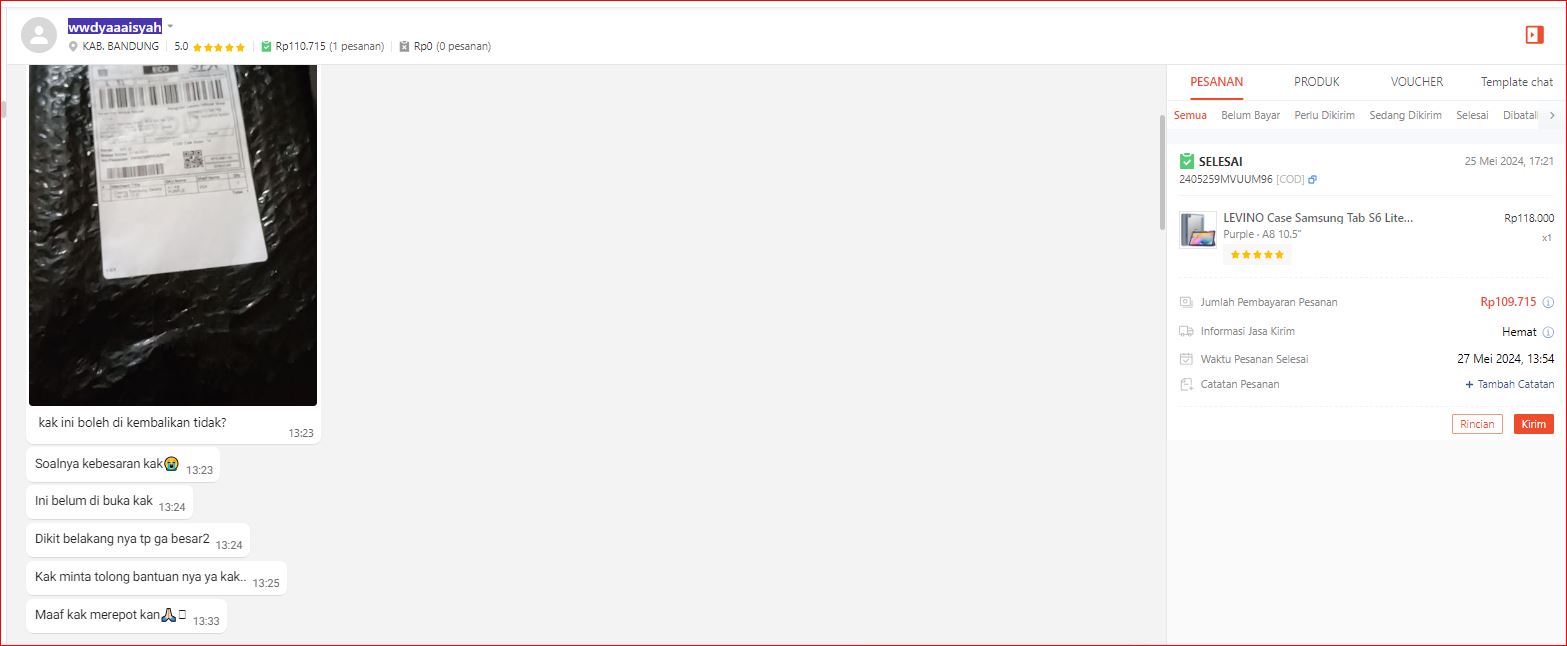 wwdyaaaisyah
KAB. BANDUNG 5.0 Rp110.715 (1 pesanan) Rp0 (0 pesanan)
ECO
kak ini boleh di kembalikan tidak?
13:23
Soalnya kebesaran kak😭 13:23
Ini belum di buka kak 13:24
Dikit belakang nya tp ga besar2 13:24
Kak minta tolong bantuan nya ya kak.. 13:25
Maaf kak merepot kan🙏🏻 13:33
PESANAN PRODUK VOUCHER Template chat
Semua Belum Bayar Perlu Dikirim Sedang Dikirim Selesai Dibatal
SELESAI 25 Mei 2024, 17:21
2405259MVUUM96 [COD]
LEVINO Case Samsung Tab S6 Lite... Rp118.000
Purple - A8 10.5" x1
Jumlah Pembayaran Pesanan Rp109.715
Informasi Jasa Kirim Hemat
Waktu Pesanan Selesai 27 Mei 2024, 13:54
Catatan Pesanan + Tambah Catatan
Rincian Kirim